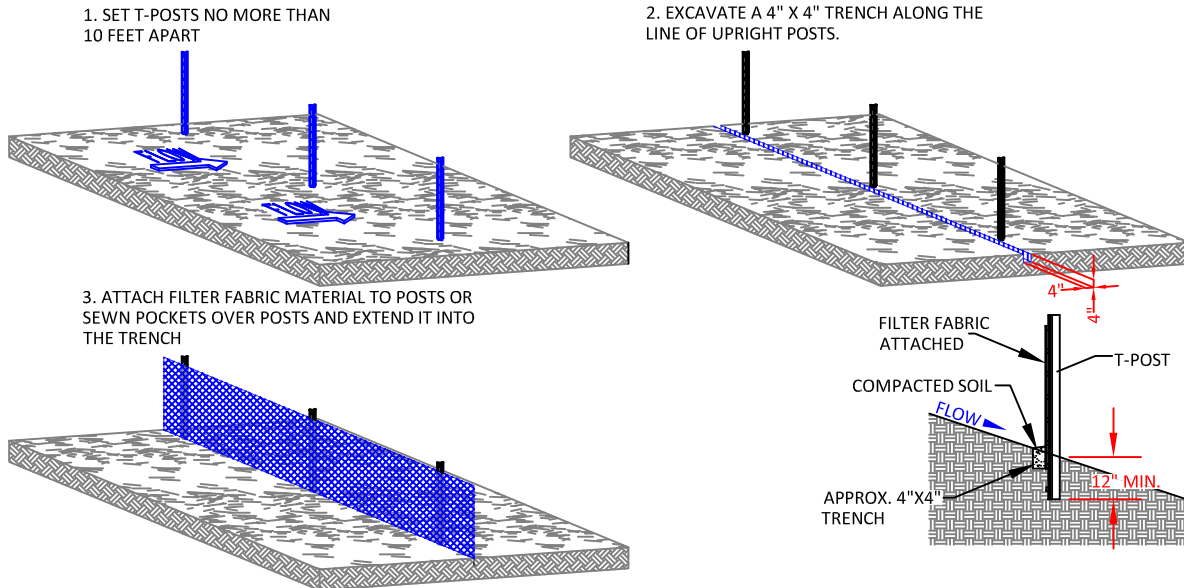 1. SET T-POSTS NO MORE THAN
10 FEET APART
2. EXCAVATE A 4" X 4" TRENCH ALONG THE
LINE OF UPRIGHT POSTS.
4"
4"
3. ATTACH FILTER FABRIC MATERIAL TO POSTS OR
SEWN POCKETS OVER POSTS AND EXTEND IT INTO
THE TRENCH
FILTER FABRIC
ATTACHED
T-POST
COMPACTED SOIL
FLOW
12" MIN.
APPROX. 4"X4"
TRENCH